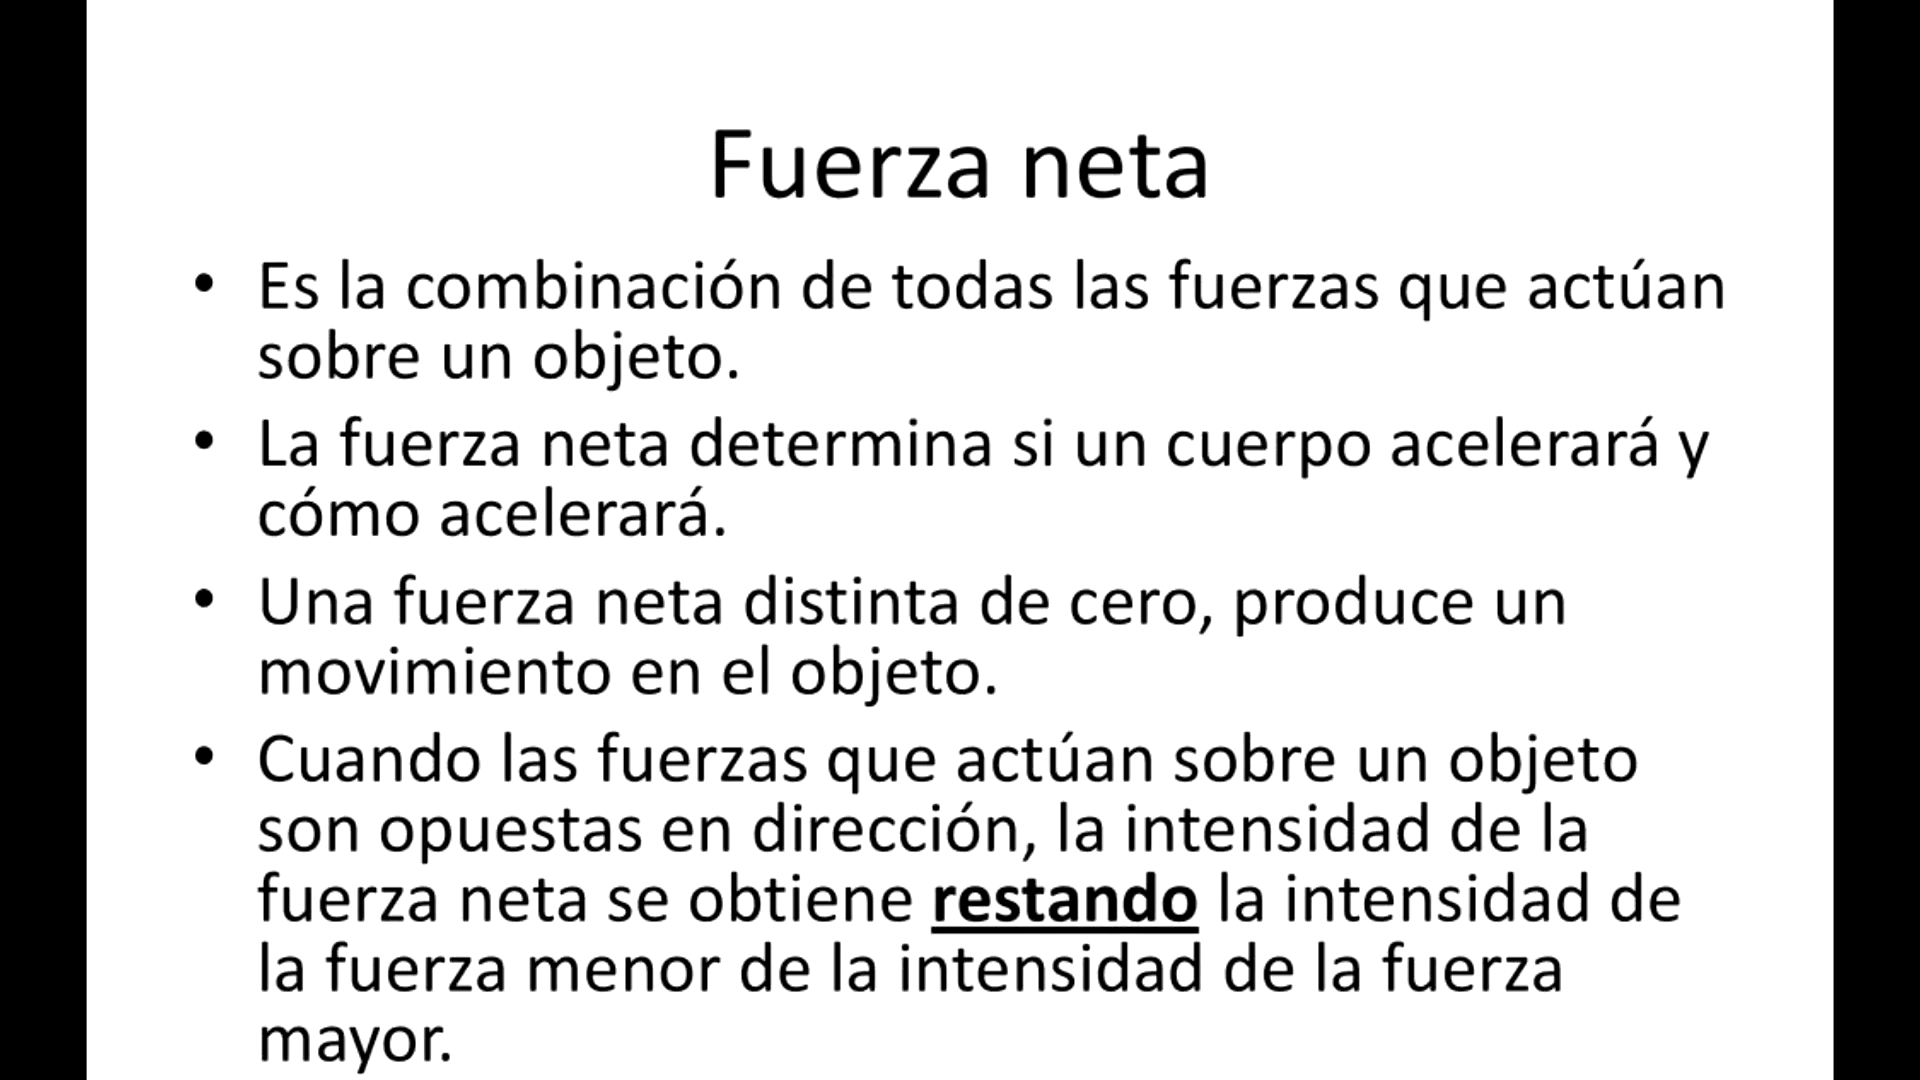 Fuerza neta
• Es la combinación de todas las fuerzas que actúan
sobre un objeto.
• La fuerza neta determina si un cuerpo acelerará y
cómo acelerará.
• Una fuerza neta distinta de cero, produce un
movimiento en el objeto.
• Cuando las fuerzas que actúan sobre un objeto
son opuestas en dirección, la intensidad de la
fuerza neta se obtiene restando la intensidad de
la fuerza menor de la intensidad de la fuerza
mayor.